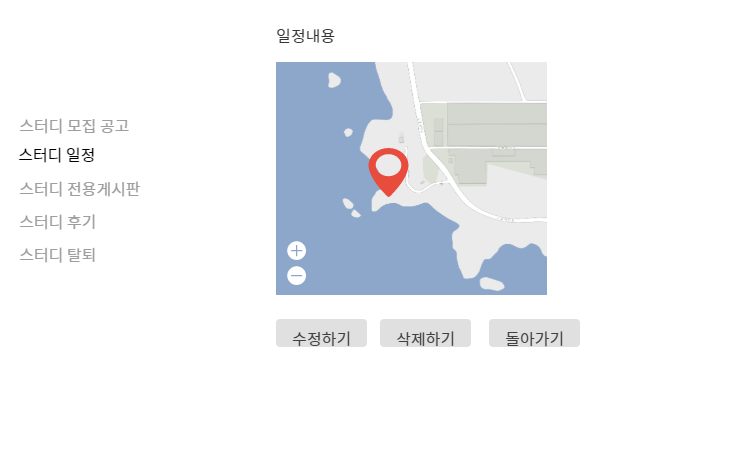 일정내용
스터디 모집 공고
스터디 일정
스터디 전용게시판
스터디 후기
스터디 탈퇴
수정하기 삭제하기 돌아가기